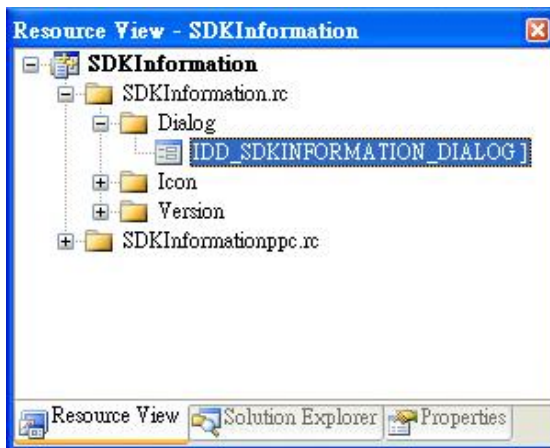 Resource View - SDKInformation
SDKInformation
SDKInformation.rc
Dialog
IDD_SDKINFORMATION_DIALOG]
Icon
Version
SDKInformationppc.rc
Resource View Solution Explorer Properties